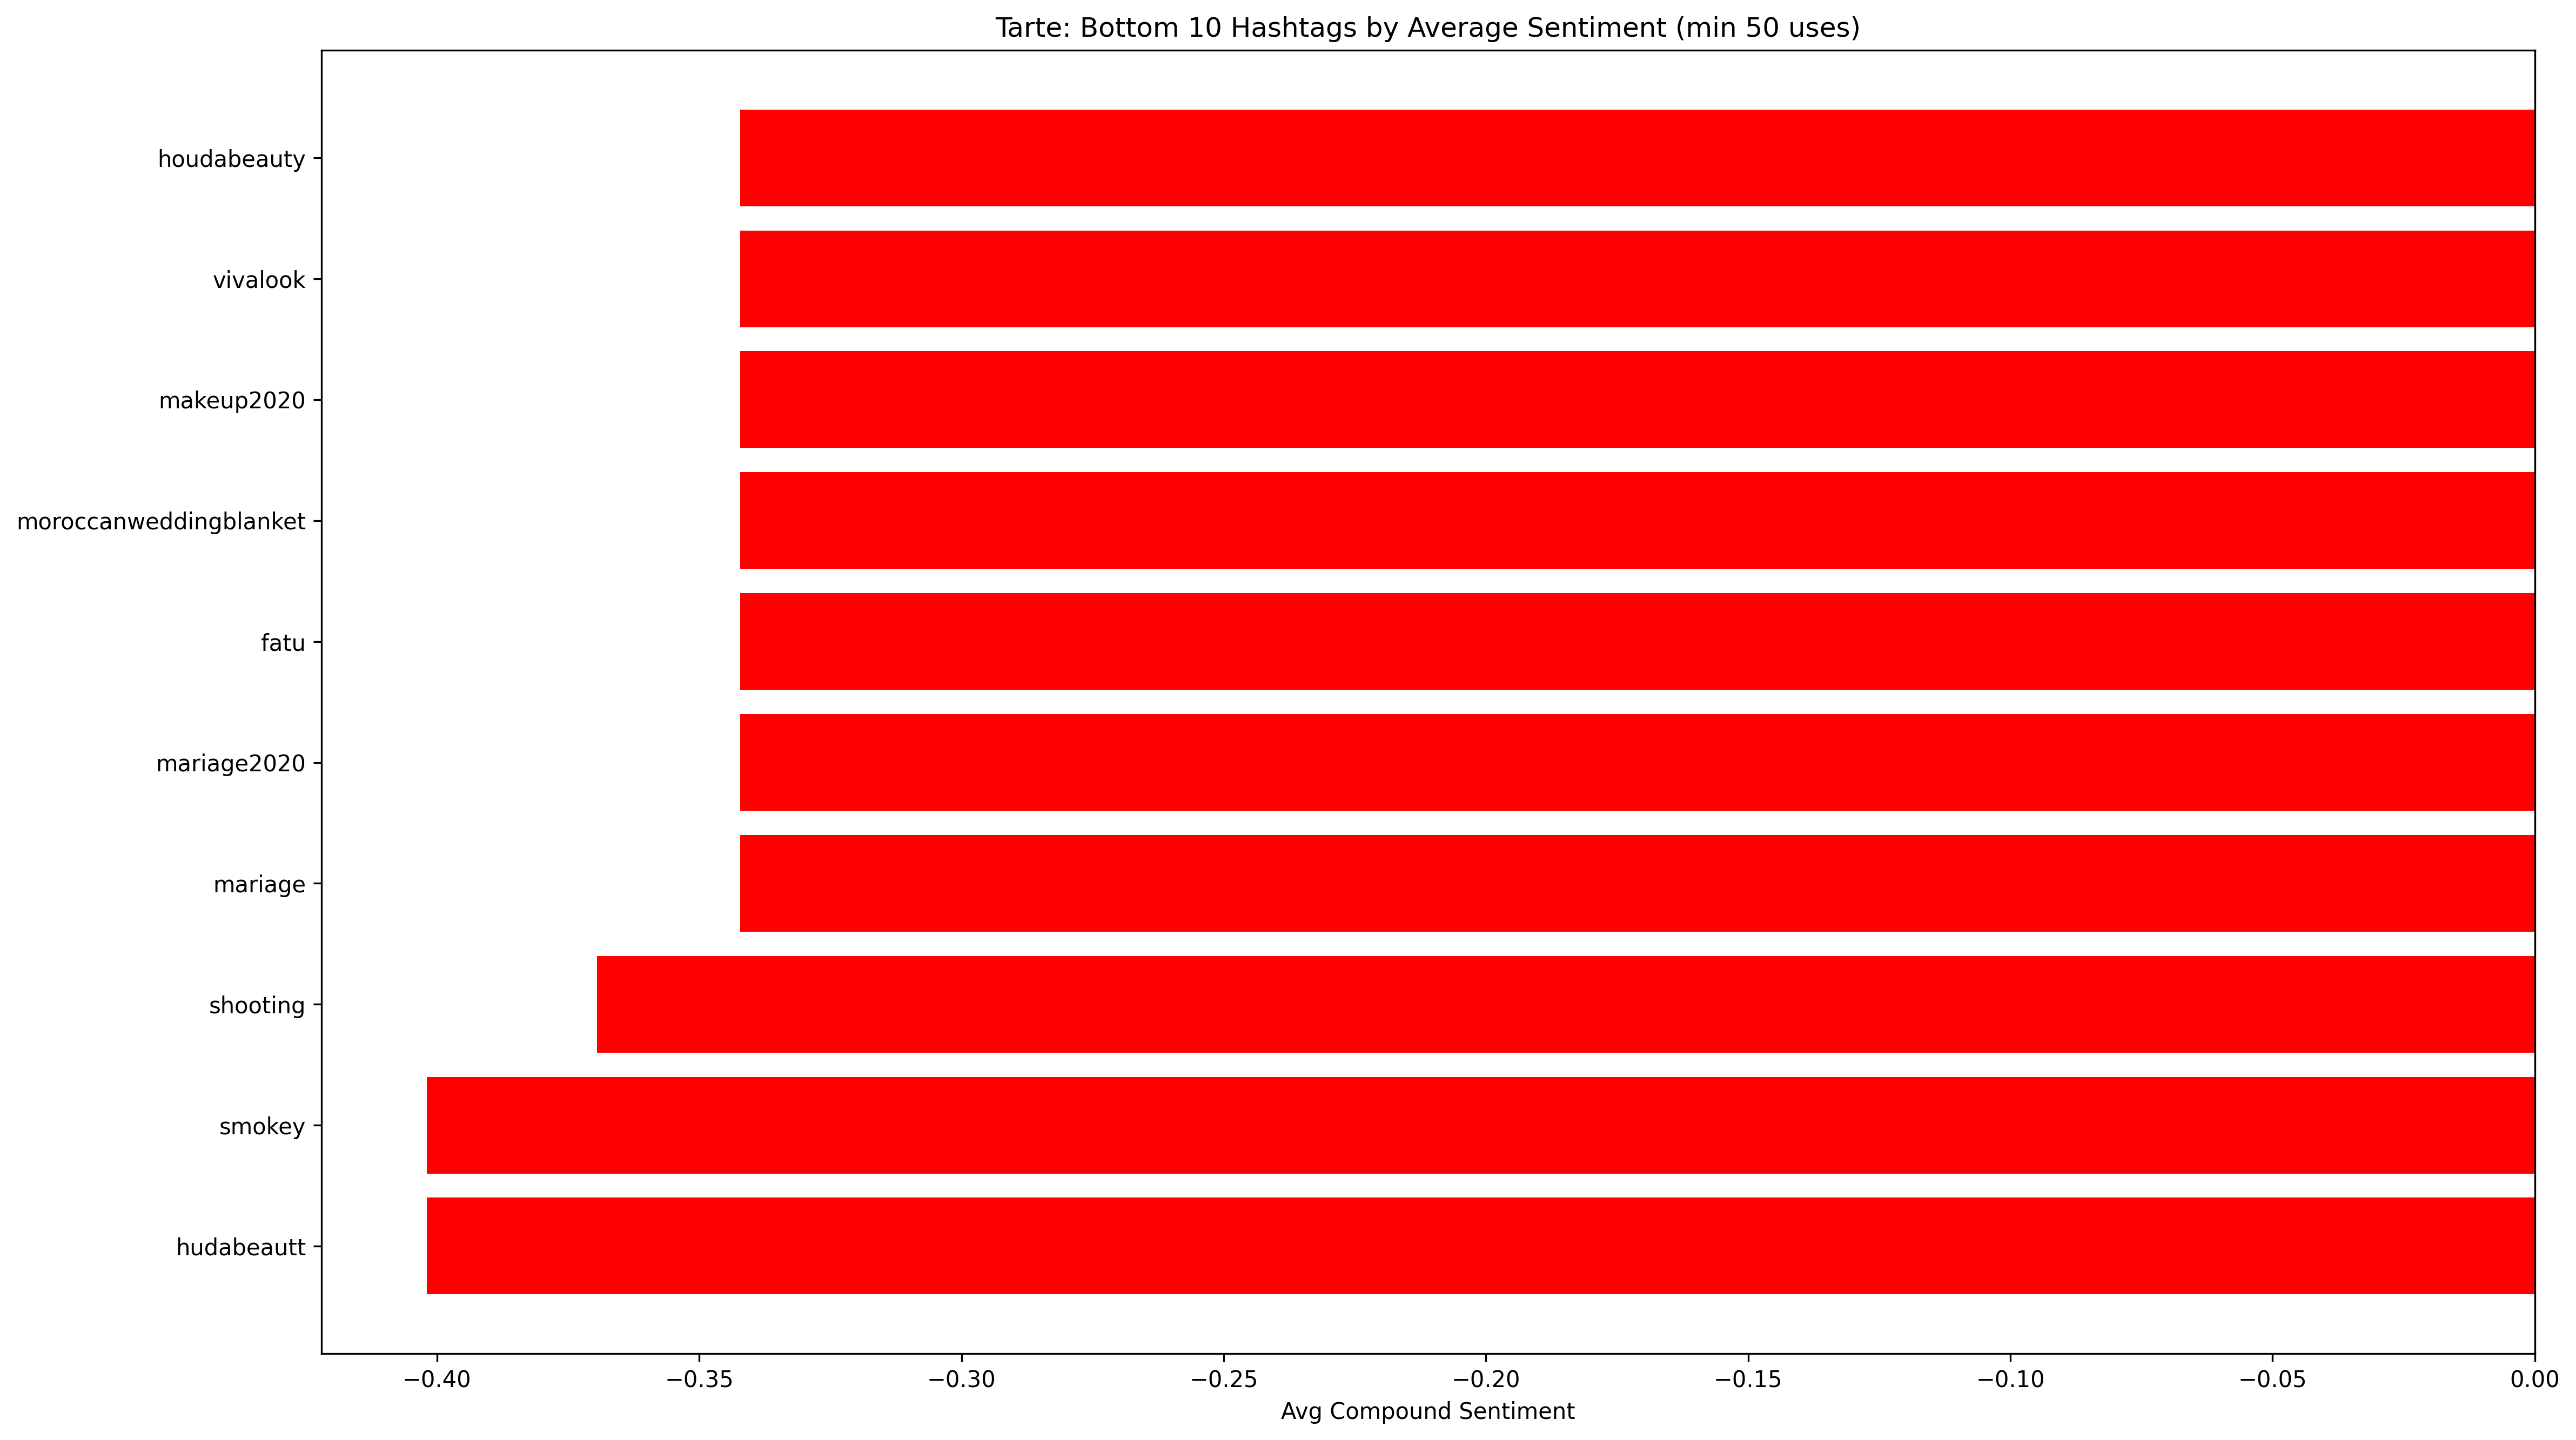 Tarte: Bottom 10 Hashtags by Average Sentiment (min 50 uses)
houdabeauty
vivalook
makeup2020
moroccanweddingblanket
fatu
mariage2020
mariage
shooting
smokey
hudabeautt
−0.40 −0.35 −0.30 −0.25 −0.20 −0.15 −0.10 −0.05 0.00
Avg Compound Sentiment